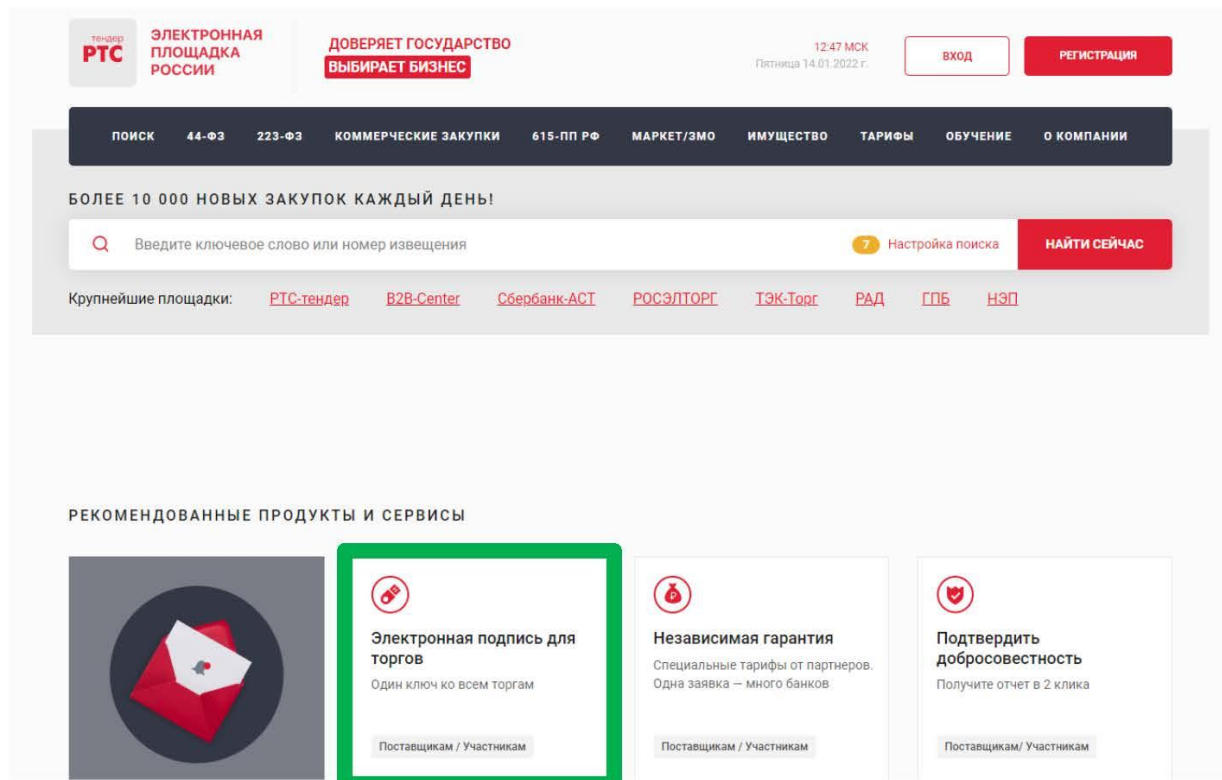 тендер
РТС
ЭЛЕКТРОННАЯ
ПЛОЩАДКА
РОССИИ
ДОВЕРЯЕТ ГОСУДАРСТВО
ВЫБИРАЕТ БИЗНЕС
12:47 МСК
Пятница 14.01.2022 г.
ВХОД
РЕГИСТРАЦИЯ
ПОИСК 44-ФЗ 223-ФЗ КОММЕРЧЕСКИЕ ЗАКУПКИ 615-ПП РФ МАРКЕТ/ЗМО ИМУЩЕСТВО ТАРИФЫ ОБУЧЕНИЕ О КОМПАНИИ
БОЛЕЕ 10 000 НОВЫХ ЗАКУПОК КАЖДЫЙ ДЕНЬ!
Введите ключевое слово или номер извещения 7 Настройка поиска НАЙТИ СЕЙЧАС
Крупнейшие площадки: РТС-тендер B2B-Center Сбербанк-АСТ РОСЭЛТОРГ ТЭК-Торг РАД ГПБ НЭП
РЕКОМЕНДОВАННЫЕ ПРОДУКТЫ И СЕРВИСЫ
Электронная подпись для
торгов
Один ключ ко всем торгам
Поставщикам / Участникам
Независимая гарантия
Специальные тарифы от партнеров.
Одна заявка — много банков
Поставщикам / Участникам
Подтвердить
добросовестность
Получите отчет в 2 клика
Поставщикам/ Участникам